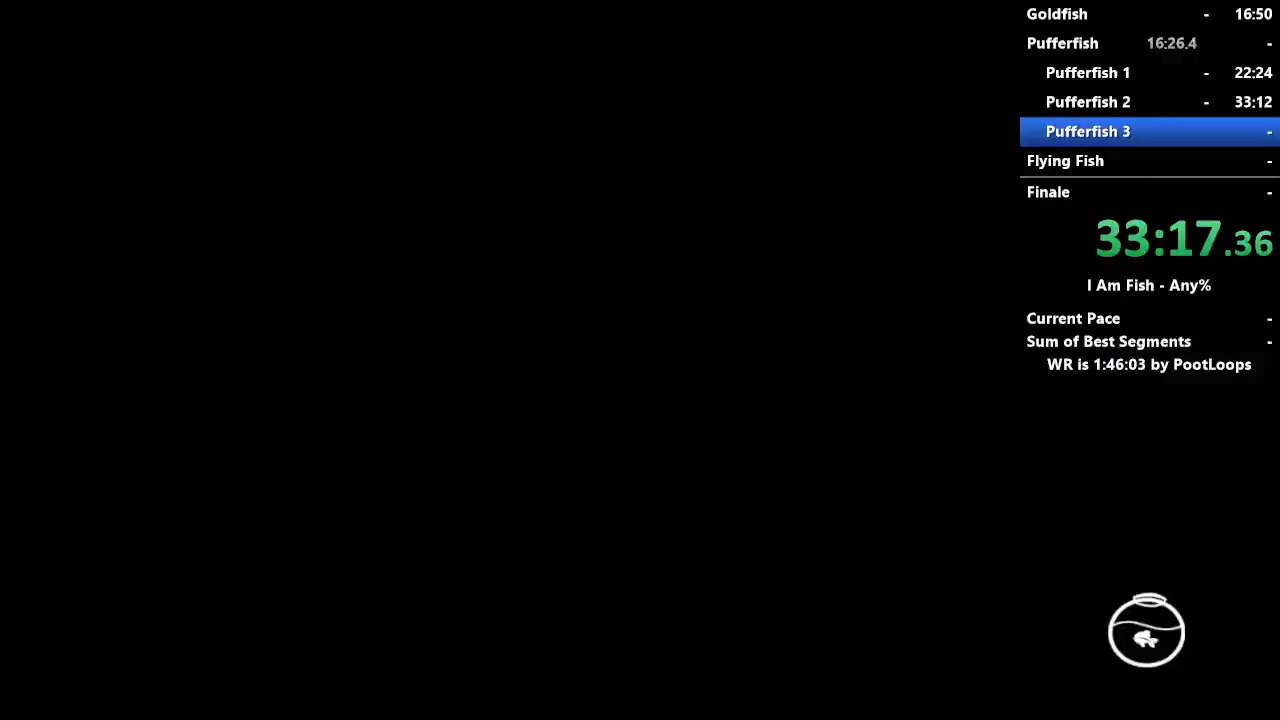 Goldfish - 16:50
Pufferfish 16:26.4 -
Pufferfish 1 - 22:24
Pufferfish 2 - 33:12
Pufferfish 3 -
Flying Fish -
Finale -
33:17.36
I Am Fish - Any%
Current Pace -
Sum of Best Segments -
WR is 1:46:03 by PootLoops